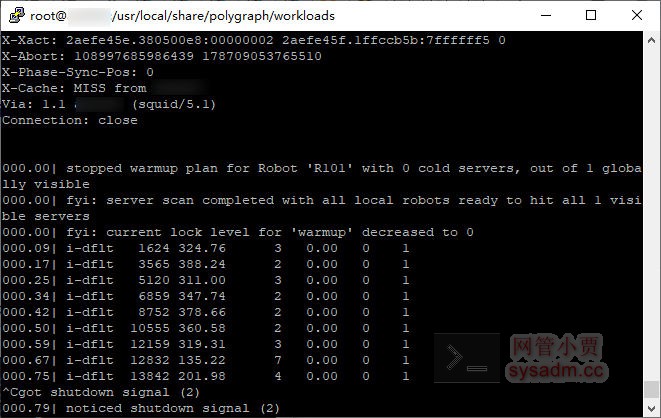 root@ /usr/local/share/polygraph/workloads
X-Xact: 2aefe45e.380500e8:00000002 2aefe45f.1ffccb5b:7ffffff5 0
X-Abort: 108997685986439 178709053765510
X-Phase-Sync-Pos: 0
X-Cache: MISS from
Via: 1.1 a (squid/5.1)
Connection: close
000.00| stopped warmup plan for Robot 'R101' with 0 cold servers, out of 1 globa
lly visible
000.00| fyi: server scan completed with all local robots ready to hit all 1 visi
ble servers
000.00| fyi: current lock level for 'warmup' decreased to 0
000.09| i-dflt 1624 324.76 3 0.00 0 1
000.17| i-dflt 3565 388.24 2 0.00 0 1
000.25| i-dflt 5120 311.00 3 0.00 0 1
000.34| i-dflt 6859 347.74 2 0.00 0 1
000.42| i-dflt 8752 378.66 2 0.00 0 1
000.50| i-dflt 10555 360.58 2 0.00 0 1
000.59| i-dflt 12159 319.31 3 0.00 0 1
000.67| i-dflt 12832 135.22 7 0.00 0 1
000.75| i-dflt 13842 201.98 4 0.00 0 1
^Cgot shutdown signal (2)
000.79| noticed shutdown signal (2)
>_ 网管小贾
sysadm.cc